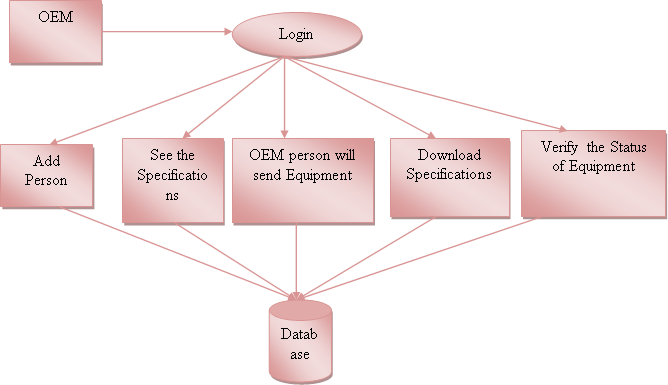 OEM
Login
Add
Person
See the
Specificatio
ns
OEM person will
send Equipment
Download
Specifications
Verify the Status
of Equipment
Datab
ase